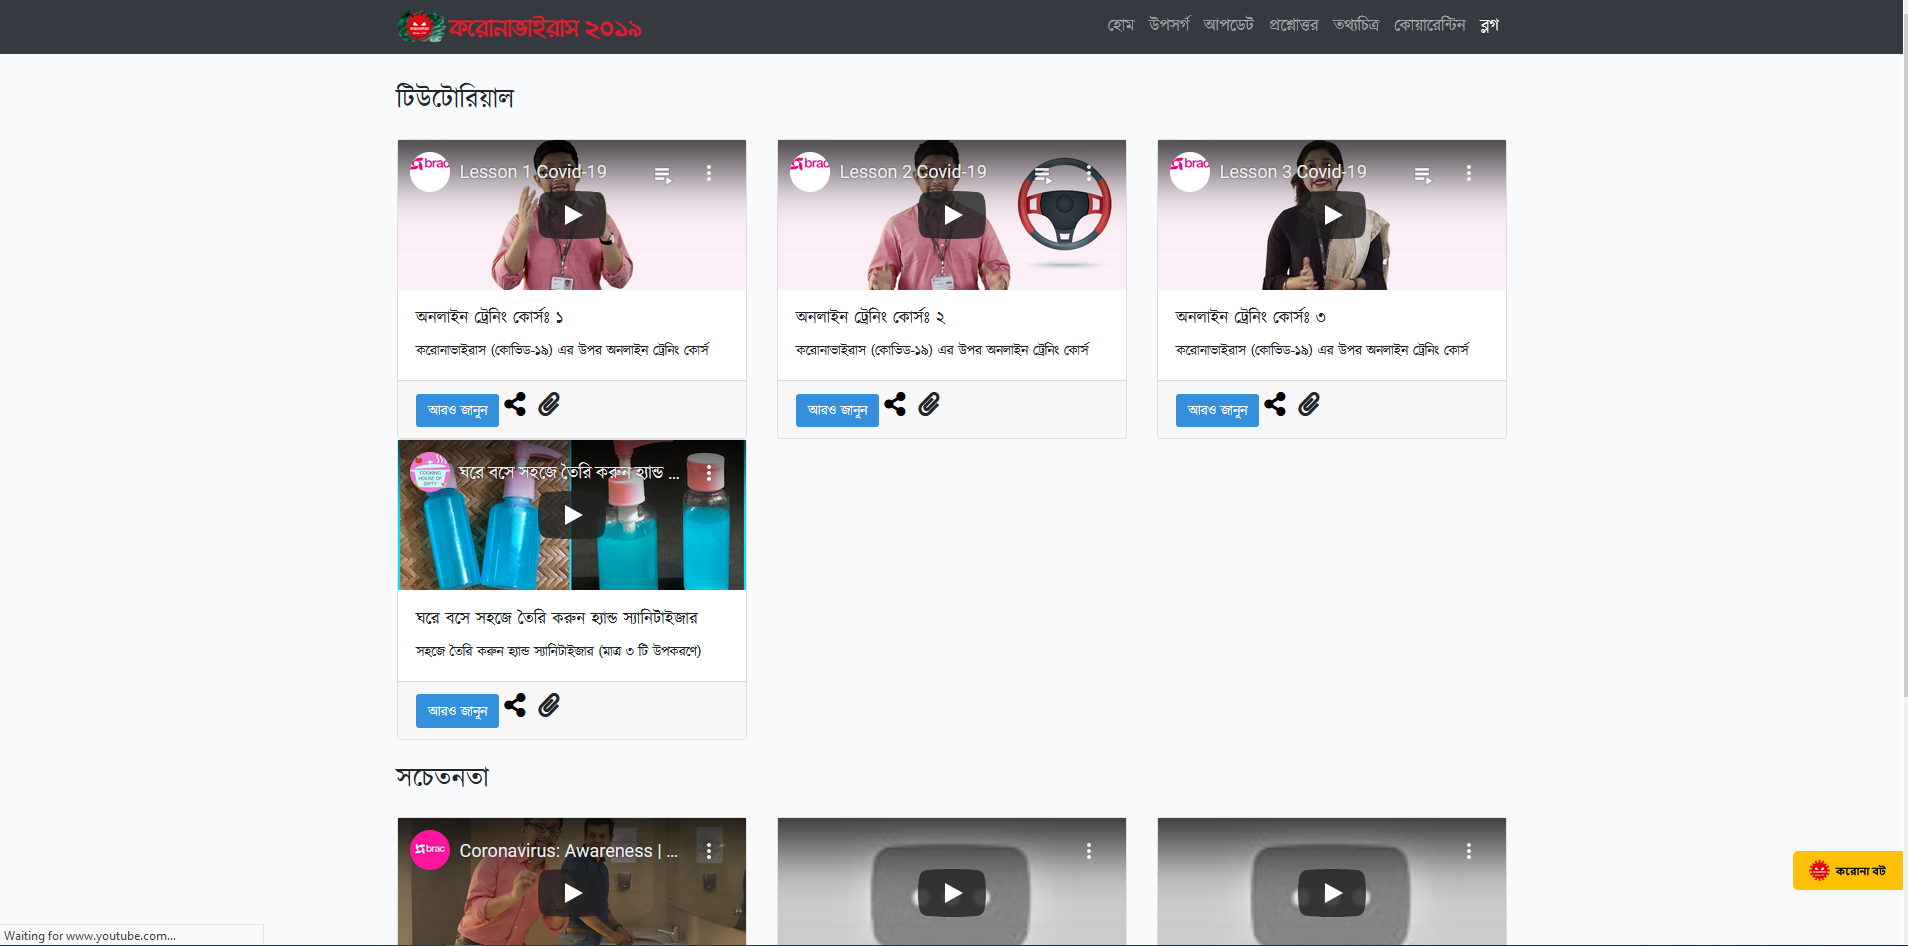 করোনাভাইরাস ২০১৯
হোম উপসর্গ আপডেট প্রশ্নোত্তর তথ্যচিত্র কোয়ারেন্টিন ব্লগ
টিউটোরিয়াল
brac Lesson 1 Covid-19
brac Lesson 2 Covid-19
brac Lesson 3 Covid-19
অনলাইন ট্রেনিং কোর্সঃ ১
করোনাভাইরাস (কোভিড-১৯) এর উপর অনলাইন ট্রেনিং কোর্স
আরও জানুন
অনলাইন ট্রেনিং কোর্সঃ ২
করোনাভাইরাস (কোভিড-১৯) এর উপর অনলাইন ট্রেনিং কোর্স
আরও জানুন
অনলাইন ট্রেনিং কোর্সঃ ৩
করোনাভাইরাস (কোভিড-১৯) এর উপর অনলাইন ট্রেনিং কোর্স
আরও জানুন
COOKING
HOUSE OF
DIPTY
ঘরে বসে সহজে তৈরি করুন হ্যান্ড ...
ঘরে বসে সহজে তৈরি করুন হ্যান্ড স্যানিটাইজার
সহজে তৈরি করুন হ্যান্ড স্যানিটাইজার (মাত্র ৩ টি উপকরণে)
আরও জানুন
সচেতনতা
brac Coronavirus: Awareness | ...
করোনা বট
Waiting for www.youtube.com...